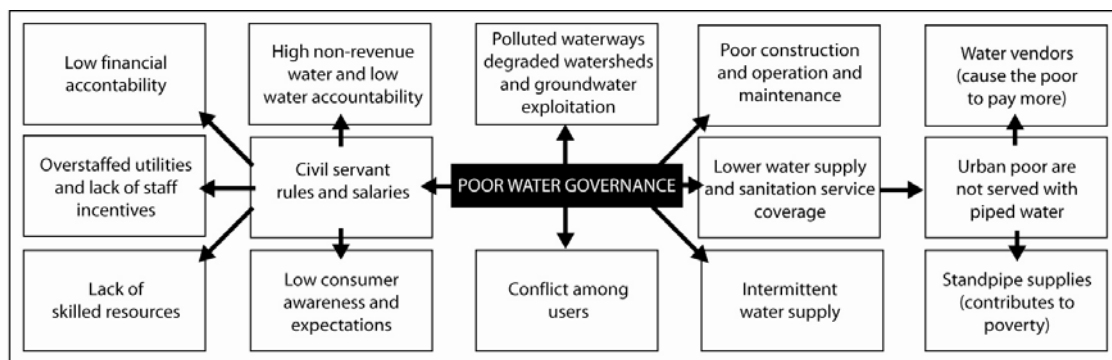 Low financial
accontability
High non-revenue
water and low
water accountability
Polluted waterways
degraded watersheds
and groundwater
exploitation
Poor construction
and operation and
maintenance
Water vendors
(cause the poor
to pay more)
Overstaffed utilities
and lack of staff
incentives
Civil servant
rules and salaries
POOR WATER GOVERNANCE
Lower water supply
and sanitation service
coverage
Urban poor are
not served with
piped water
Lack of
skilled resources
Low consumer
awareness and
expectations
Conflict among
users
Intermittent
water supply
Standpipe supplies
(contributes to
poverty)